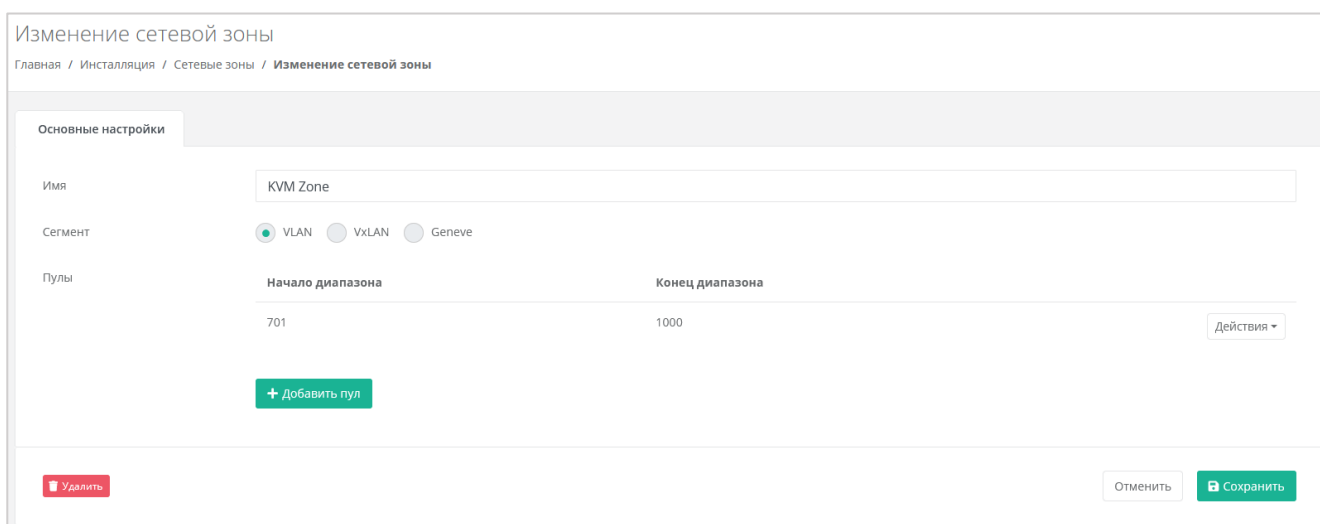 Изменение сетевой зоны
Главная / Инсталляция / Сетевые зоны / Изменение сетевой зоны
Основные настройки
Имя KVM Zone
Сегмент VLAN VxLAN Geneve
Пулы Начало диапазона Конец диапазона
701 1000 Действия
+ Добавить пул
Удалить Отменить Сохранить